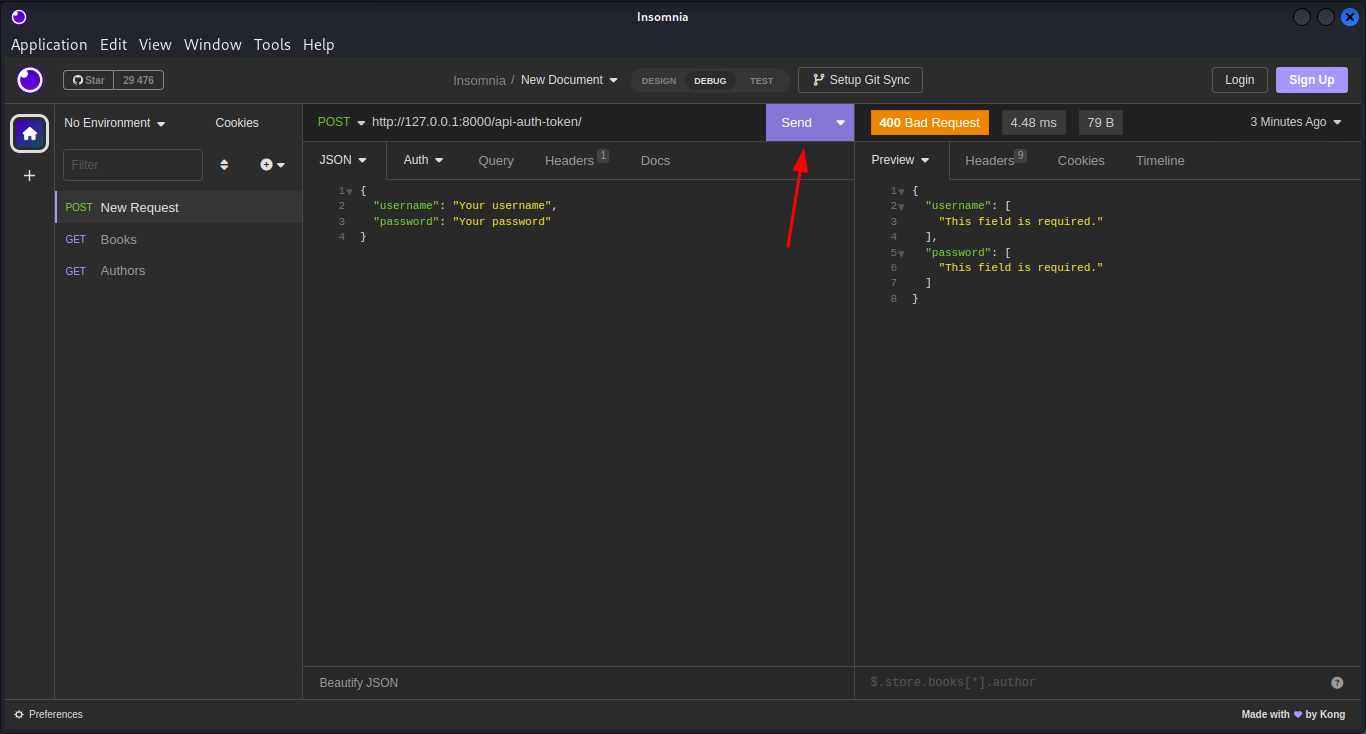 Insomnia
Application Edit View Window Tools Help
Star 29 476
Insomnia / New Document
DESIGN DEBUG TEST
Setup Git Sync
Login
Sign Up
No Environment
Cookies
Filter
POST New Request
GET Books
GET Authors
POST http://127.0.0.1:8000/api-auth-token/
Send
JSON Auth Query Headers 1 Docs
1 {
2 "username": "Your username",
3 "password": "Your password"
4 }
Beautify JSON
400 Bad Request 4.48 ms 79 B 3 Minutes Ago
Preview Headers 9 Cookies Timeline
1 {
2 "username": [
3 "This field is required."
4 ],
5 "password": [
6 "This field is required."
7 ]
8 }
$.store.books[*].author
?
Preferences
Made with ♥ by Kong